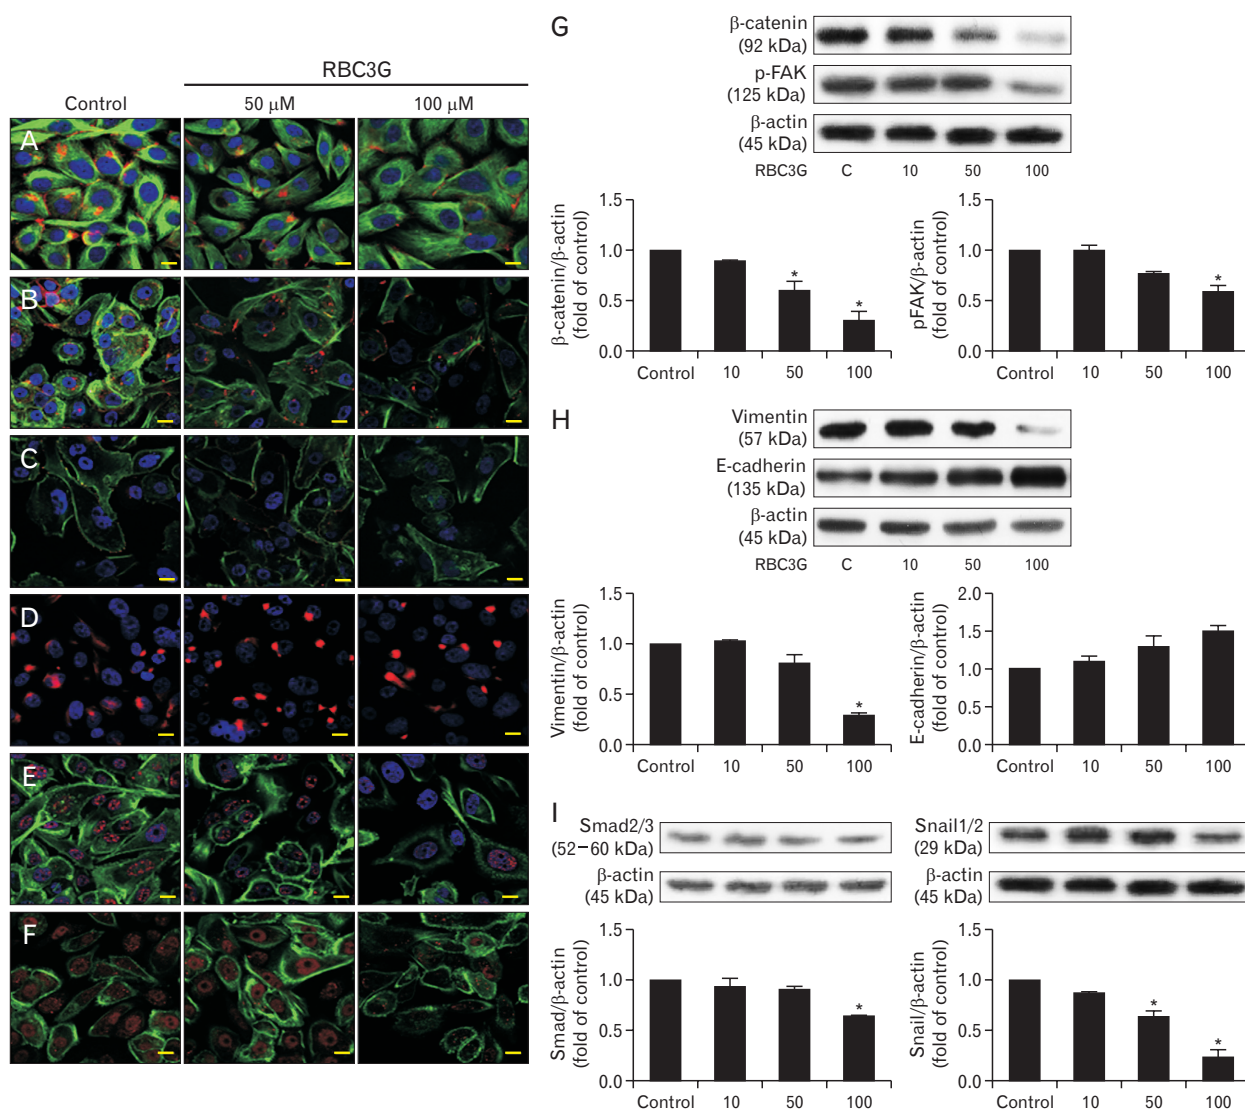 RBC3G
Control
50 μM
100 μM
A
B
C
D
E
F
G
β-catenin
(92 kDa)
p-FAK
(125 kDa)
β-actin
(45 kDa)
RBC3G C 10 50 100
β-catenin/β-actin
(fold of control)
1.5
1.0
0.5
0.0
*
*
Control 10 50 100
pFAK/β-actin
(fold of control)
1.5
1.0
0.5
0.0
*
Control 10 50 100
H
Vimentin
(57 kDa)
E-cadherin
(135 kDa)
β-actin
(45 kDa)
RBC3G C 10 50 100
Vimentin/β-actin
(fold of control)
1.5
1.0
0.5
0.0
*
Control 10 50 100
E-cadherin/β-actin
(fold of control)
2.0
1.5
1.0
0.5
0.0
Control 10 50 100
I
Smad2/3
(52–60 kDa)
β-actin
(45 kDa)
Snail1/2
(29 kDa)
β-actin
(45 kDa)
Smad/β-actin
(fold of control)
1.5
1.0
0.5
0.0
*
Control 10 50 100
Snail/β-actin
(fold of control)
1.5
1.0
0.5
0.0
*
*
Control 10 50 100